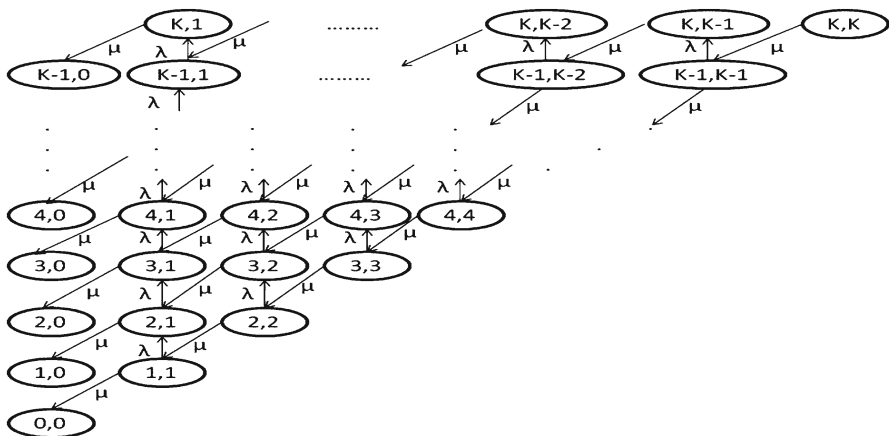 K,1 ......... K,K-2 K,K-1 K,K
μ λ μ μ λ μ λ μ
K-1,0 K-1,1 ......... K-1,K-2 K-1,K-1
λ μ μ
μ λ μ λ μ λ μ λ μ
4,0 4,1 4,2 4,3 4,4
μ λ μ λ μ λ μ
3,0 3,1 3,2 3,3
μ λ μ λ μ
2,0 2,1 2,2
μ λ μ
1,0 1,1
μ
0,0